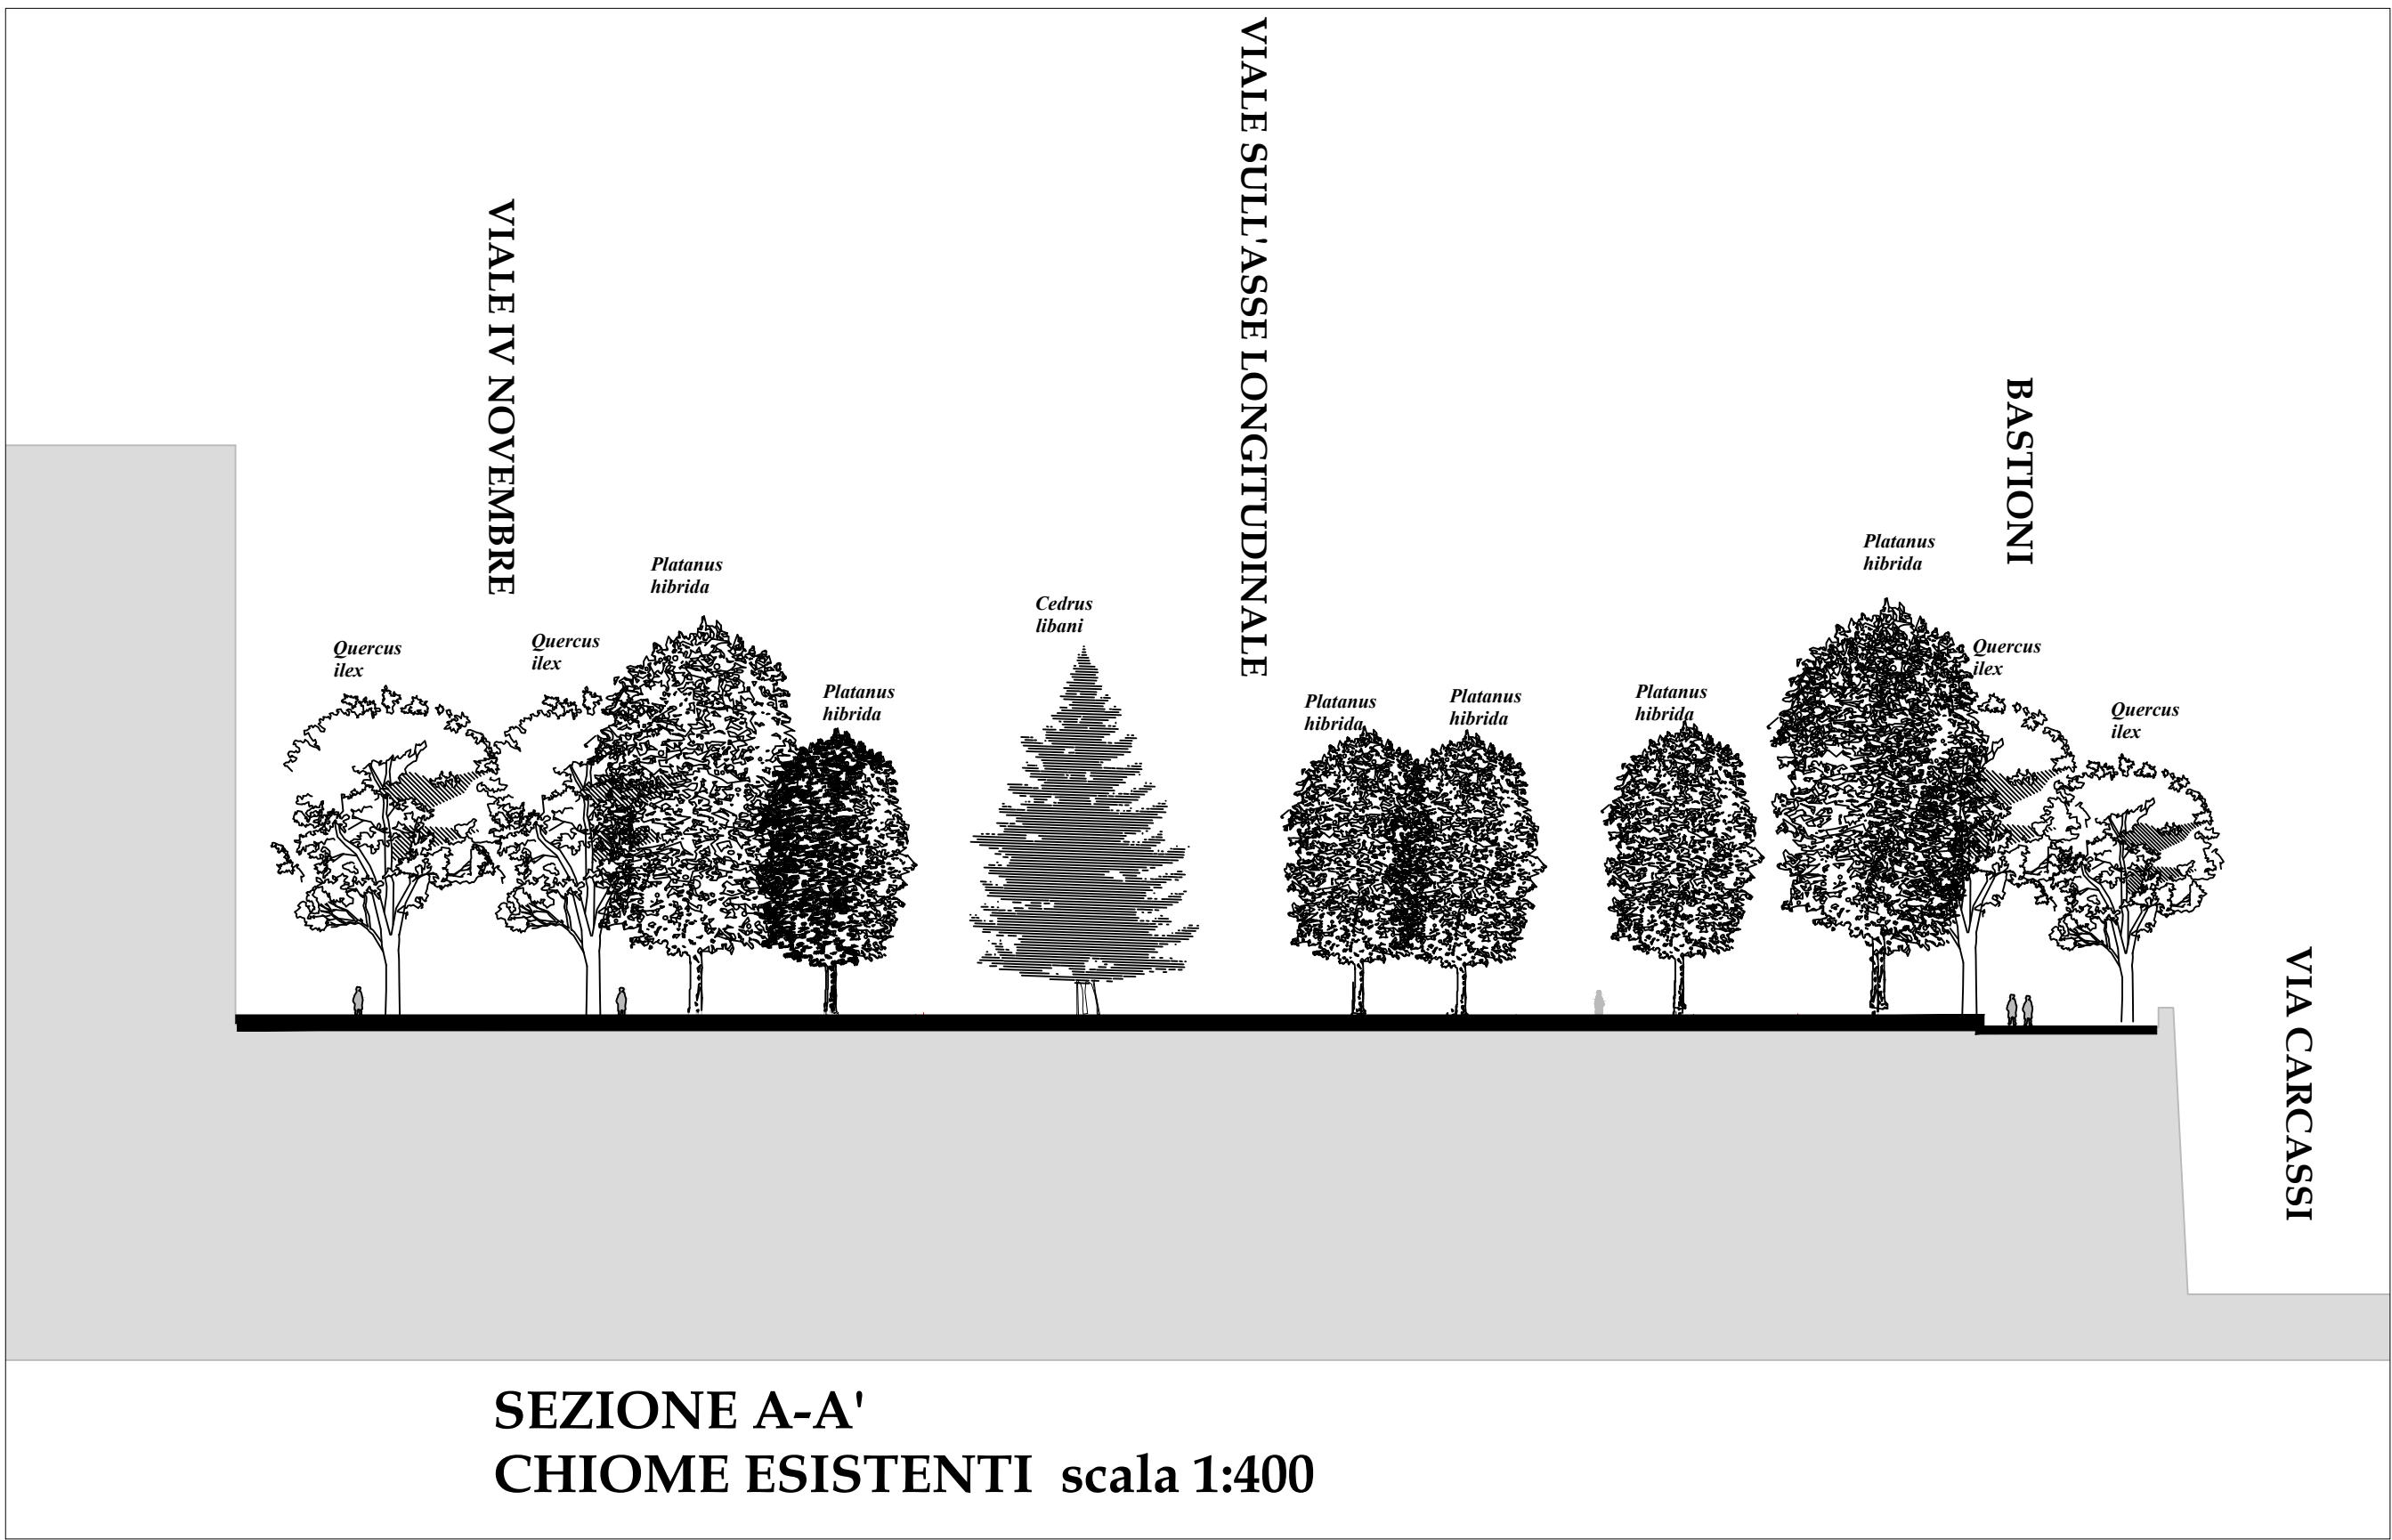 VIALE SULL'ASSE LONGITUDINALE
VIALE IV NOVEMBRE
BASTIONI
Platanus
hibrida
Platanus
hibrida
Cedrus
libani
Quercus
ilex
Quercus
ilex
Quercus
ilex
Platanus
hibrida
Platanus
hibrida
Platanus
hibrida
Platanus
hibrida
Quercus
ilex
VIA CARCASSI
SEZIONE A-A'
CHIOME ESISTENTI scala 1:400